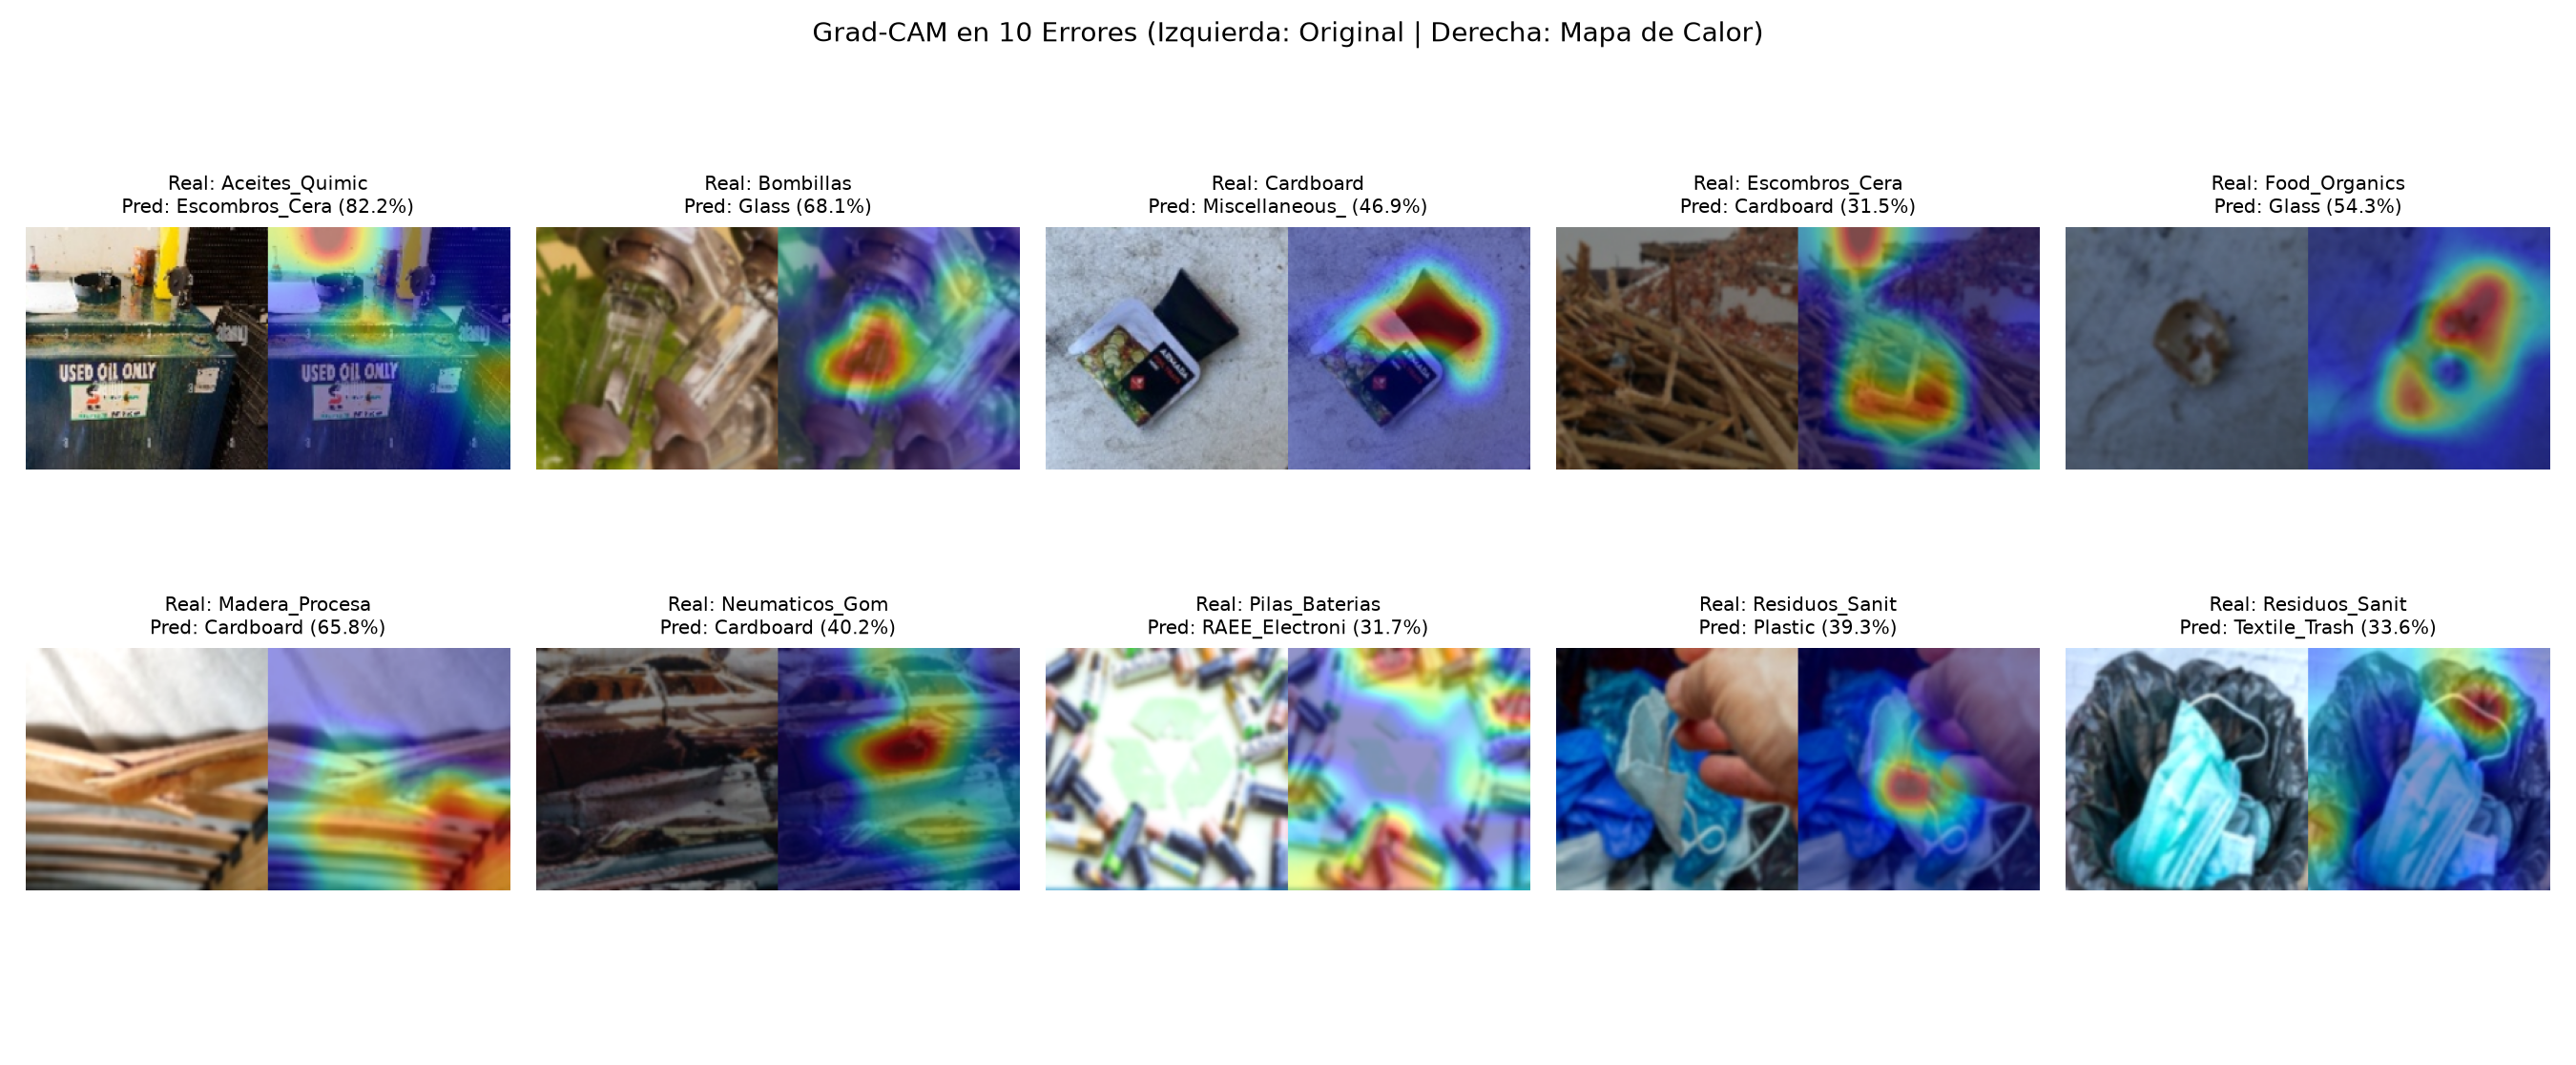 Grad-CAM en 10 Errores (Izquierda: Original | Derecha: Mapa de Calor)
Real: Aceites_Quimic
Pred: Escombros_Cera (82.2%)
USED OIL ONLY
Real: Bombillas
Pred: Glass (68.1%)
Real: Cardboard
Pred: Miscellaneous_ (46.9%)
Real: Escombros_Cera
Pred: Cardboard (31.5%)
Real: Food_Organics
Pred: Glass (54.3%)
USED OIL ONLY
Real: Madera_Procesa
Pred: Cardboard (65.8%)
Real: Neumaticos_Gom
Pred: Cardboard (40.2%)
Real: Pilas_Baterias
Pred: RAEE_Electroni (31.7%)
Real: Residuos_Sanit
Pred: Plastic (39.3%)
Real: Residuos_Sanit
Pred: Textile_Trash (33.6%)